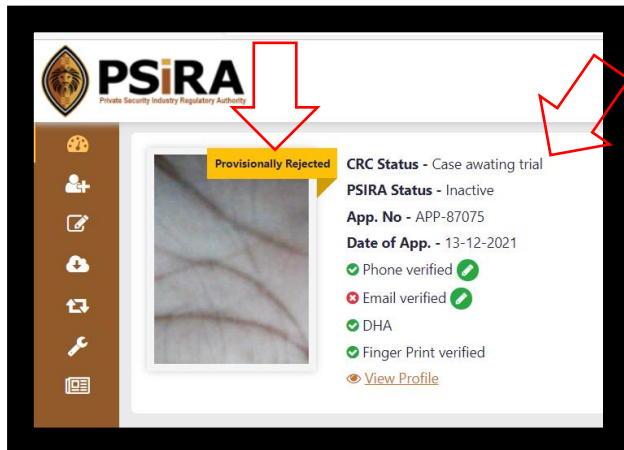 PSiRA
Private Security Industry Regulatory Authority
Provisionally Rejected
CRC Status - Case awating trial
PSIRA Status - Inactive
App. No - APP-87075
Date of App. - 13-12-2021
Phone verified
Email verified
DHA
Finger Print verified
View Profile